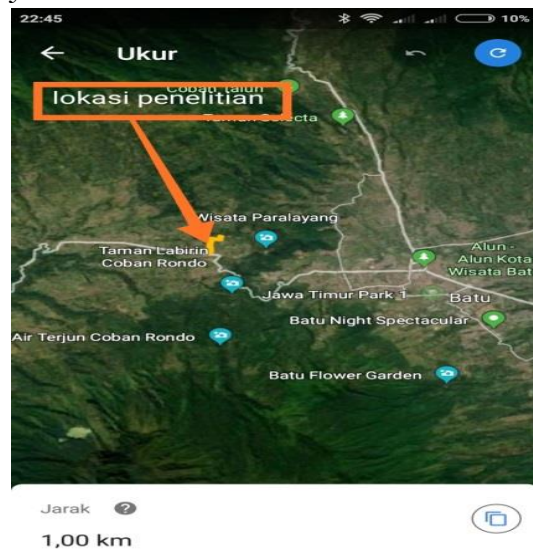 22:45
10%
Ukur
Coban Talun
lokasi penelitian
Taman Selecta
Wisata Paralayang
Taman Labirin
Coban Rondo
Alun -
Alun Kota
Wisata Bat
Jawa Timur Park 1
Batu
Batu Night Spectacular
Air Terjun Coban Rondo
Batu Flower Garden
Jarak
1,00 km